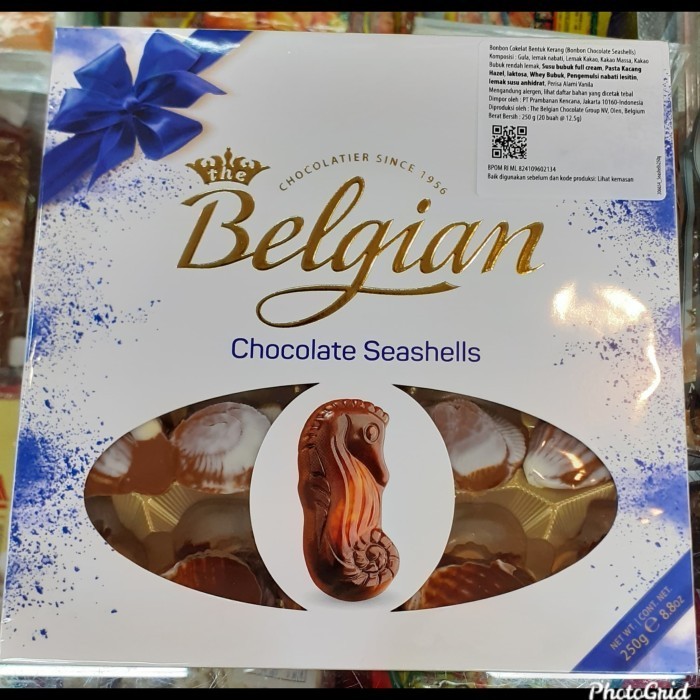 Bonbon Cokelat Bentuk Kerang (Bonbon Chocolate Seashells)
Komposisi : Gula, lemak nabati, Lemak Kakao, Kakao Massa, Kakao
Bubuk rendah lemak, Susu bubuk full cream, Pasta Kacang
Hazel, laktosa, Whey Bubuk, Pengemulsi nabati lesitin,
lemak susu anhidrat, Perisa Alami Vanila
Mengandung alergen, lihat daftar bahan yang dicetak tebal
Diimpor oleh : PT Prambanan Kencana, Jakarta 10160-Indonesia
Diproduksi oleh : The Belgian Chocolate Group NV, Olen, Belgium
Berat Bersih : 250 g (20 buah @ 12.5g)
BPOM RI ML 824109602134
Baik digunakan sebelum dan kode produksi: Lihat kemasan
CHOCOLATIER SINCE 1956
the
Belgian
Chocolate Seashells
NET WT. | CONT. NET.
250g e 8.8oz
PhotoGrid